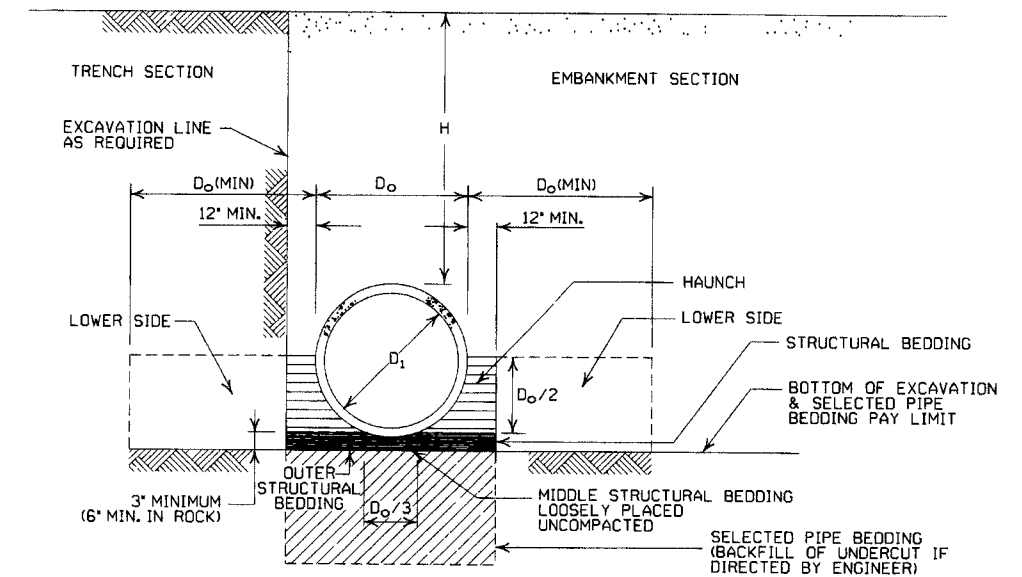 TRENCH SECTION
EMBANKMENT SECTION
H
EXCAVATION LINE
AS REQUIRED
Do(MIN)
Do
Do(MIN)
12" MIN.
12" MIN.
HAUNCH
LOWER SIDE
LOWER SIDE
STRUCTURAL BEDDING
D1
Do/2
BOTTOM OF EXCAVATION
& SELECTED PIPE
BEDDING PAY LIMIT
OUTER
STRUCTURAL
BEDDING
Do/3
3" MINIMUM
(6" MIN. IN ROCK)
MIDDLE STRUCTURAL BEDDING
LOOSELY PLACED
UNCOMPACTED
SELECTED PIPE BEDDING
(BACKFILL OF UNDERCUT IF
DIRECTED BY ENGINEER)